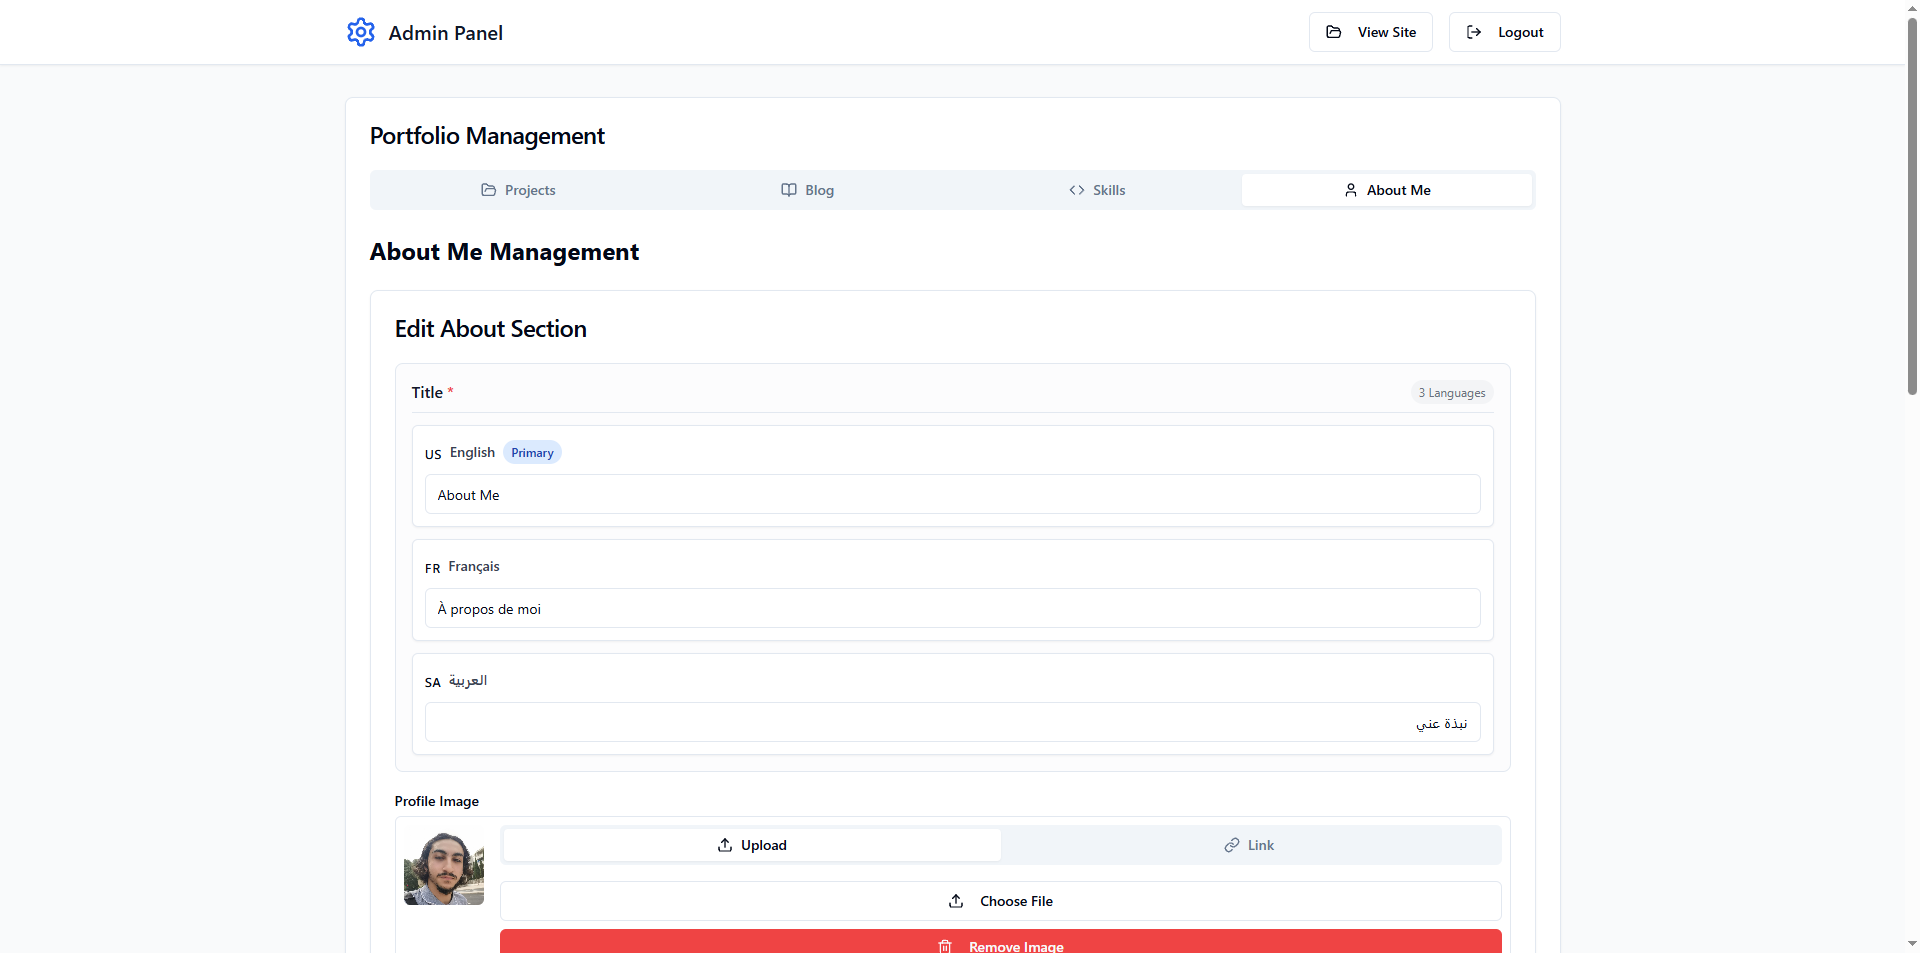 Admin Panel
View Site
Logout
Portfolio Management
Projects
Blog
Skills
About Me
About Me Management
Edit About Section
Title *
3 Languages
US English Primary
About Me
FR Français
À propos de moi
SA العربية
نبذة عني
Profile Image
Upload
Link
Choose File
Remove Image